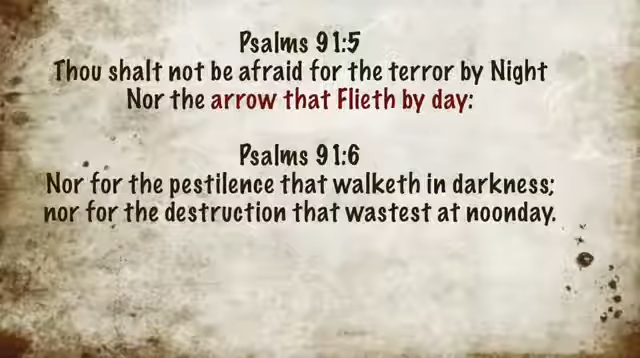 Psalms 91:5
Thou shalt not be afraid for the terror by Night
Nor the arrow that Flieth by day:
Psalms 91:6
Nor for the pestilence that walketh in darkness;
nor for the destruction that wastest at noonday.